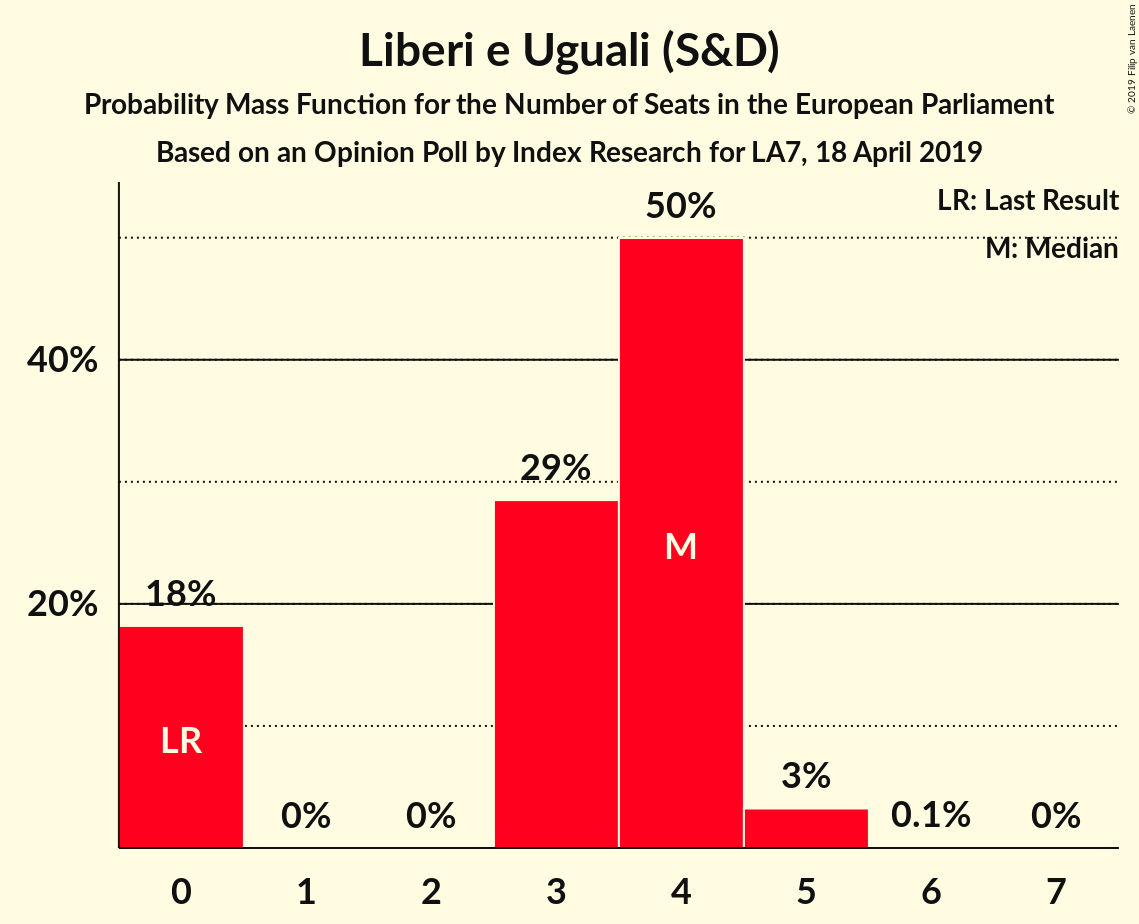 Liberi e Uguali (S&D)
Probability Mass Function for the Number of Seats in the European Parliament
Based on an Opinion Poll by Index Research for LA7, 18 April 2019
© 2019 Filip van Laenen
LR: Last Result
M: Median
50%
40%
29%
M
20%
18%
LR
0%
0%
3%
0.1%
0%
0 1 2 3 4 5 6 7